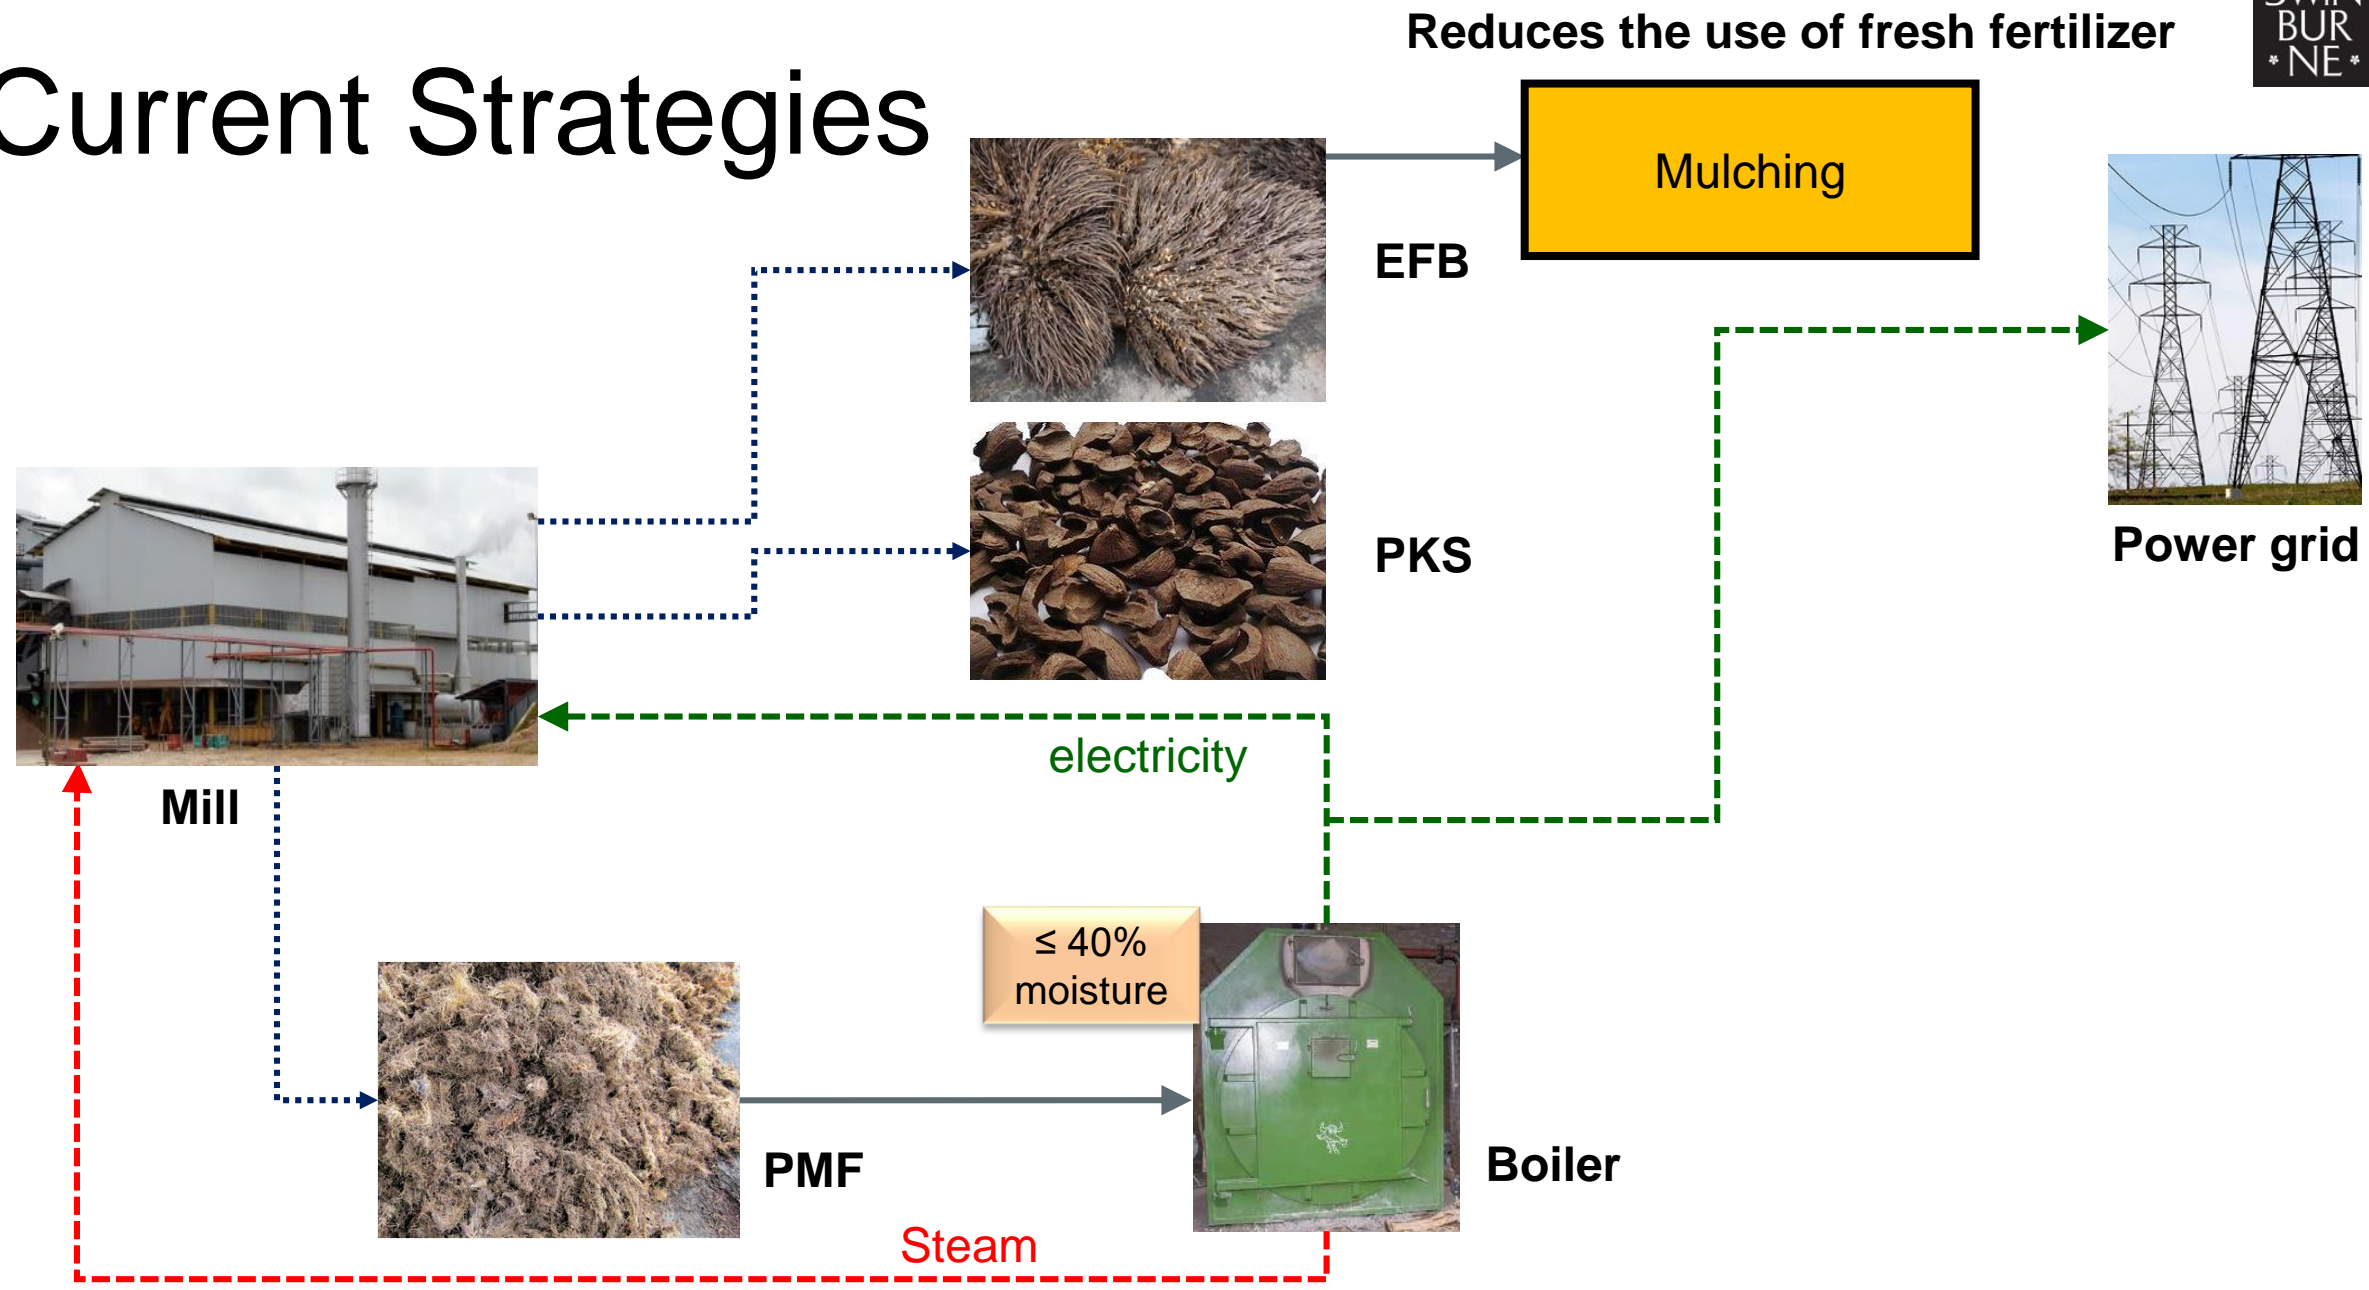 Reduces the use of fresh fertilizer
SWIN
BUR
*NE*
Current Strategies
Mulching
EFB
PKS
Power grid
electricity
Mill
≤ 40%
moisture
PMF
Boiler
Steam